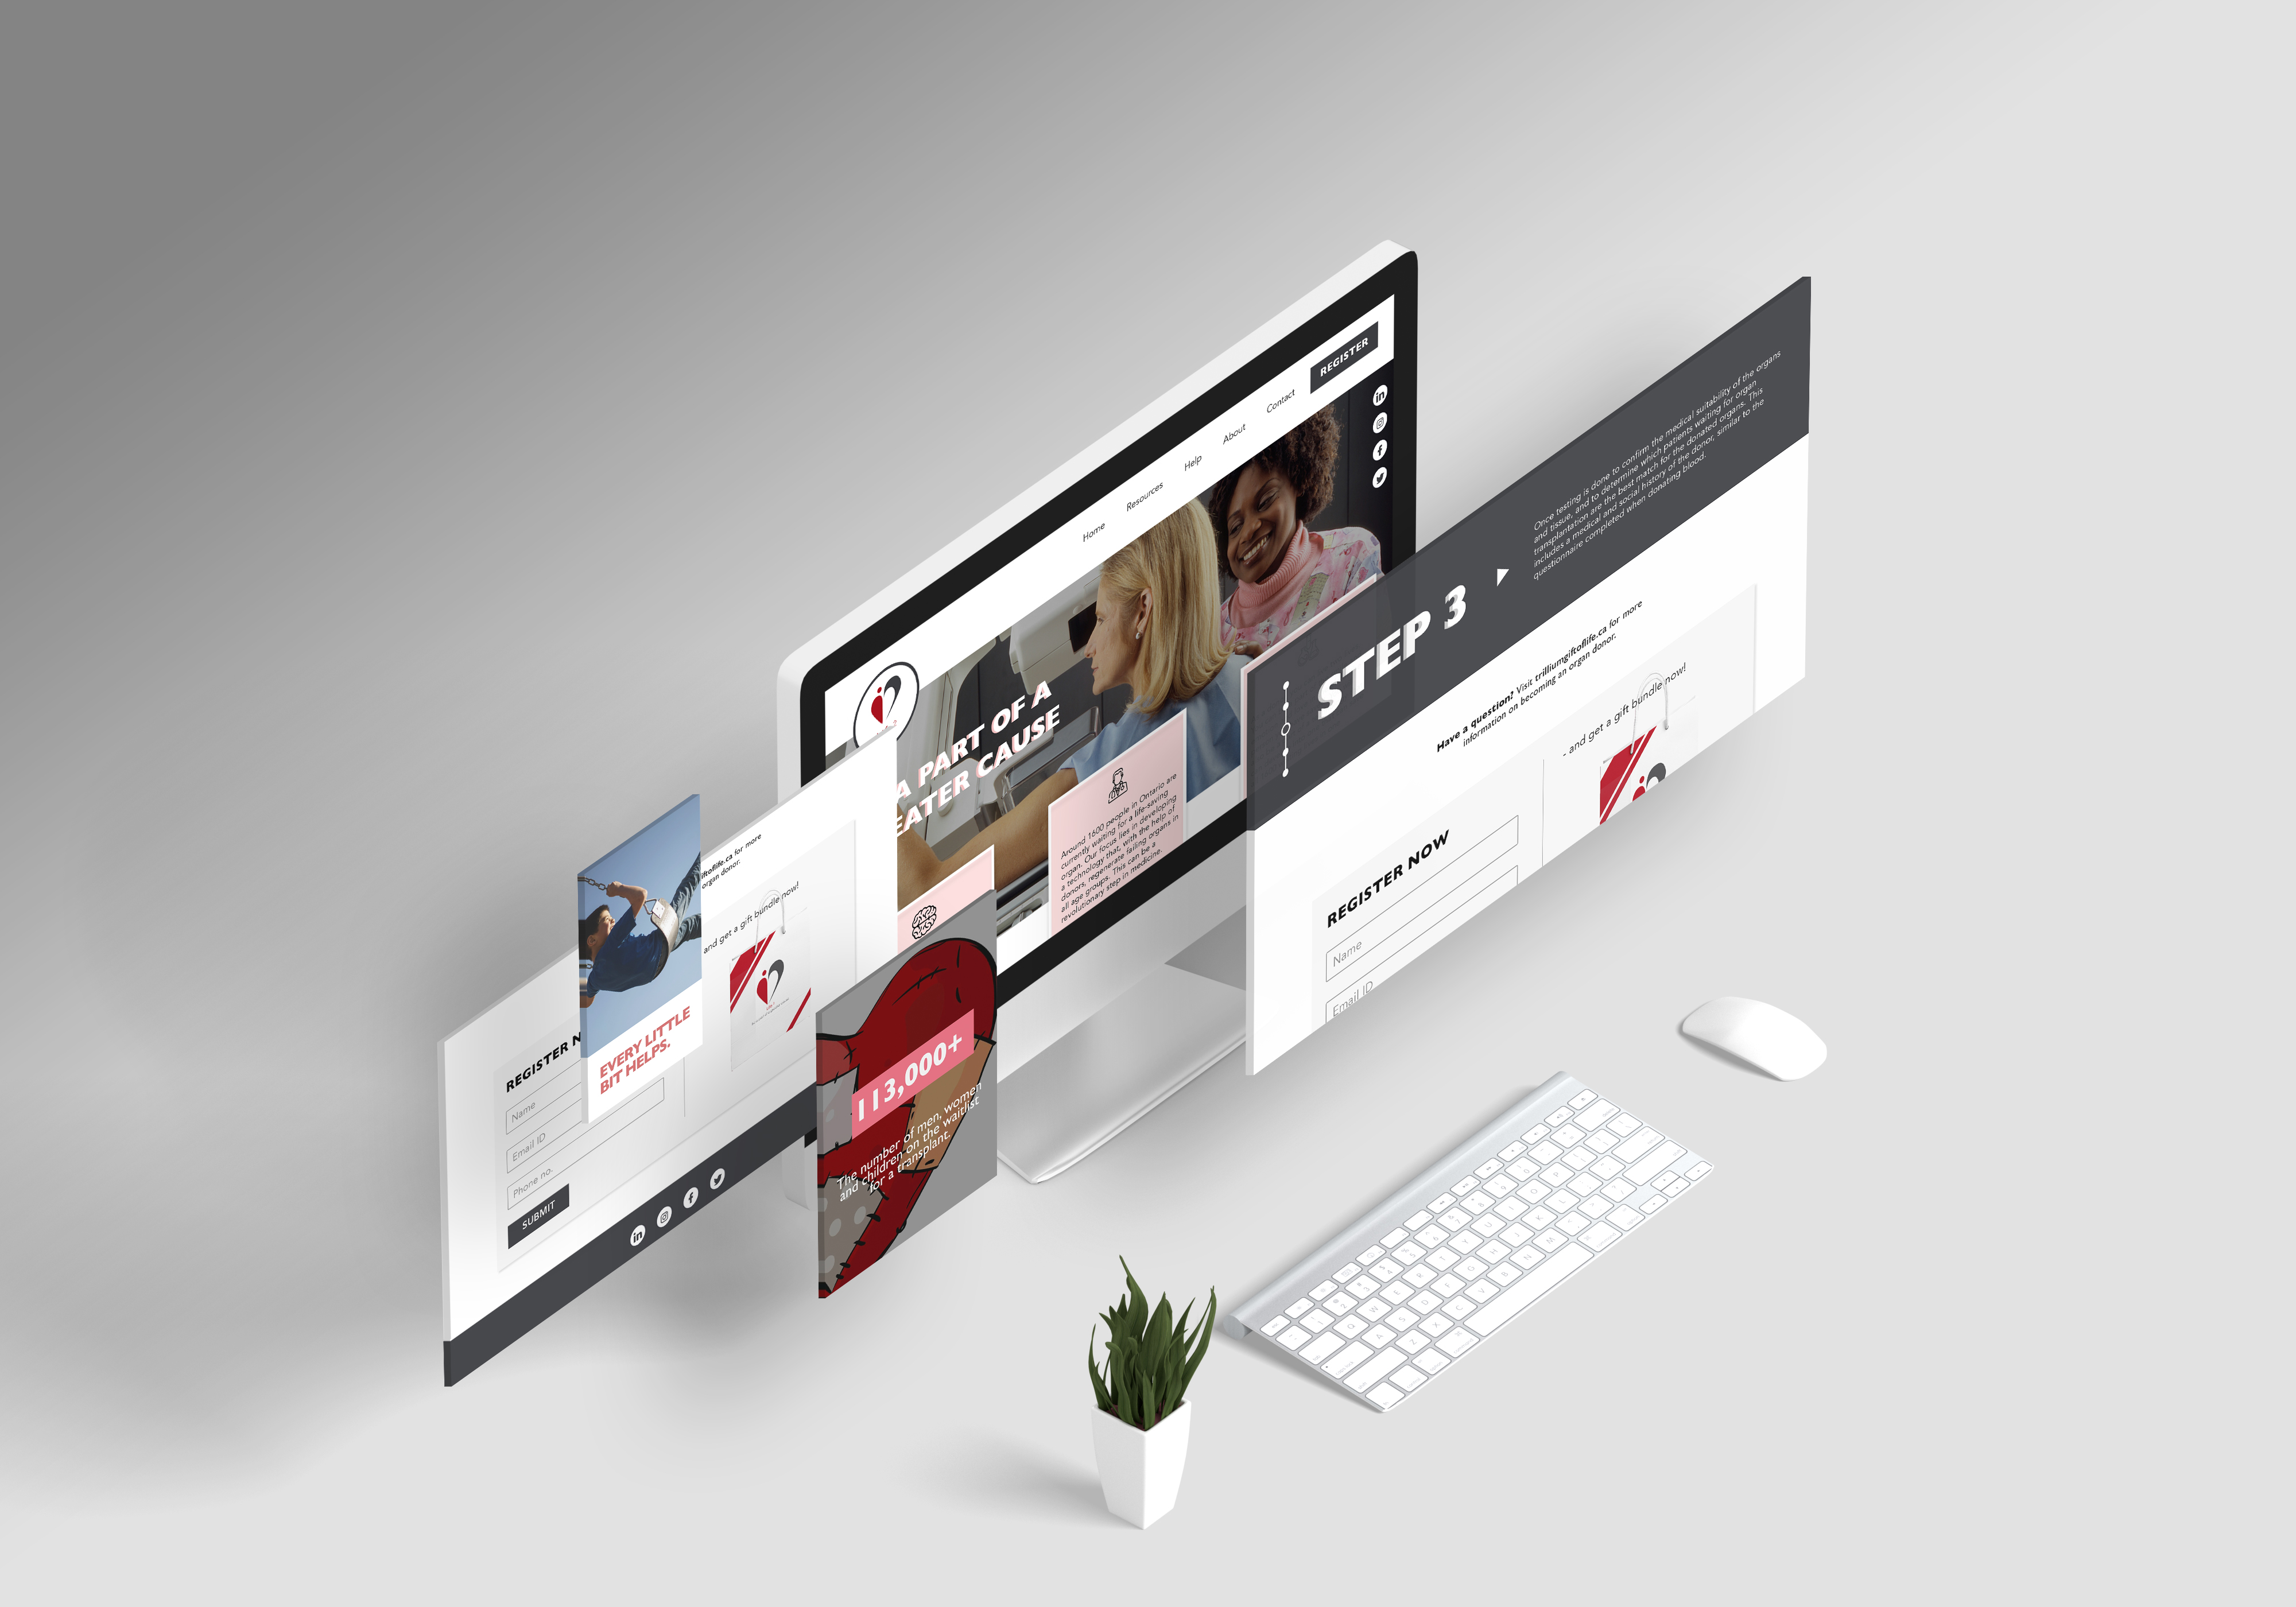 Home
Resources
Help
About
Contact
REGISTER
A PART OF A
EATER CAUSE
Around 1600 people in Ontario are
currently waiting for a life-saving
organ. Our focus lies in developing
a technology that, with the help of
donors, regenerate failing organs in
all age groups. This can be a
revolutionary step in medicine.
STEP 3
Once testing is done to confirm the medical suitability of the organs
and tissue, and to determine which patients waiting for organ
transplantation are the best match for the donated organs. This
includes a medical and social history of the donor, similar to the
questionnaire completed when donating blood.
Have a question? Visit trilliumgiftoflife.ca for more
information on becoming an organ donor.
REGISTER NOW
Name
Email ID
- and get a gift bundle now!
iftoflife.ca for more
organ donor.
and get a gift bundle now!
REGISTER N
Name
Email ID
Phone no.
SUBMIT
EVERY LITTLE
BIT HELPS.
113,000+
The number of men, women
and children on the waitlist
for a transplant.